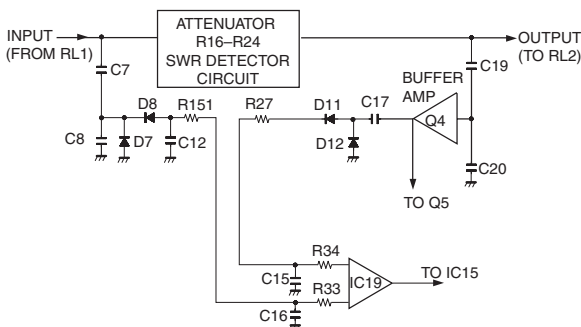 INPUT
(FROM RL1)
ATTENUATOR
R16–R24
SWR DETECTOR
CIRCUIT
OUTPUT
(TO RL2)
C7
C19
BUFFER
AMP
D8
R151
R27
D11
C17
Q4
C8
D7
C12
D12
C20
TO Q5
R34
TO IC15
C15
R33
IC19
C16